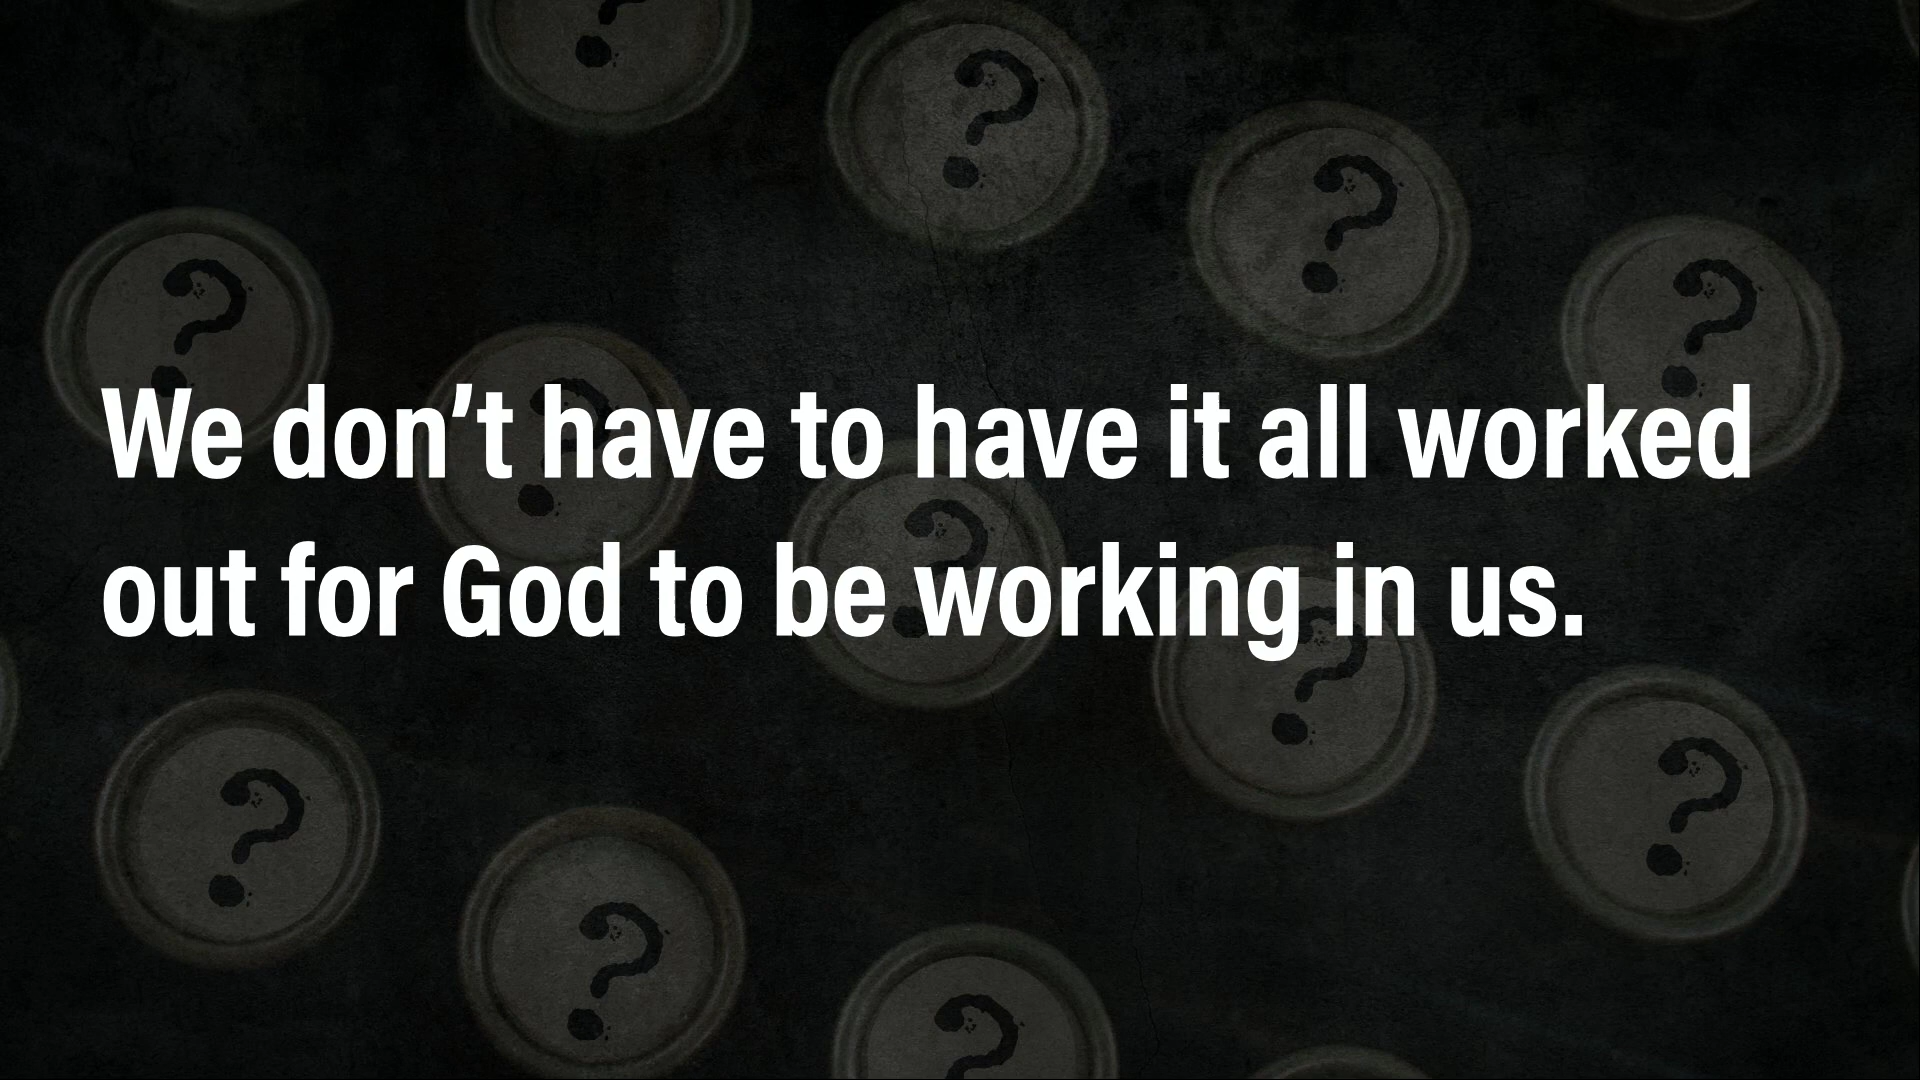 We don’t have to have it all worked
out for God to be working in us.